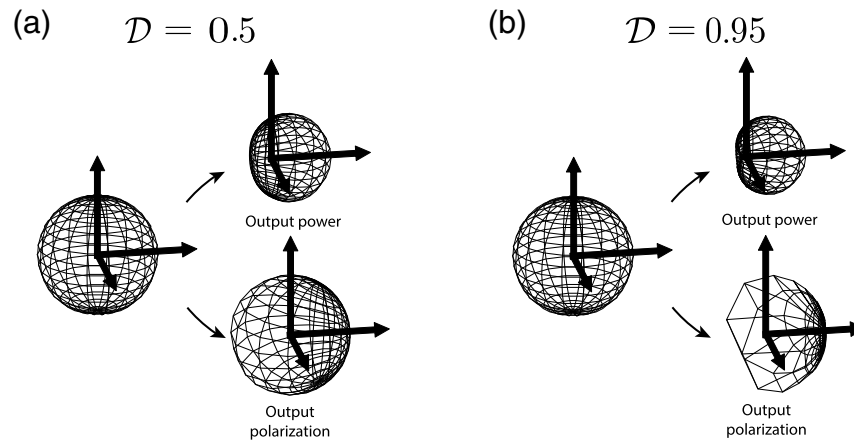 (a) 𝒟 = 0.5
(b) 𝒟 = 0.95
Output power
Output power
Output
polarization
Output
polarization